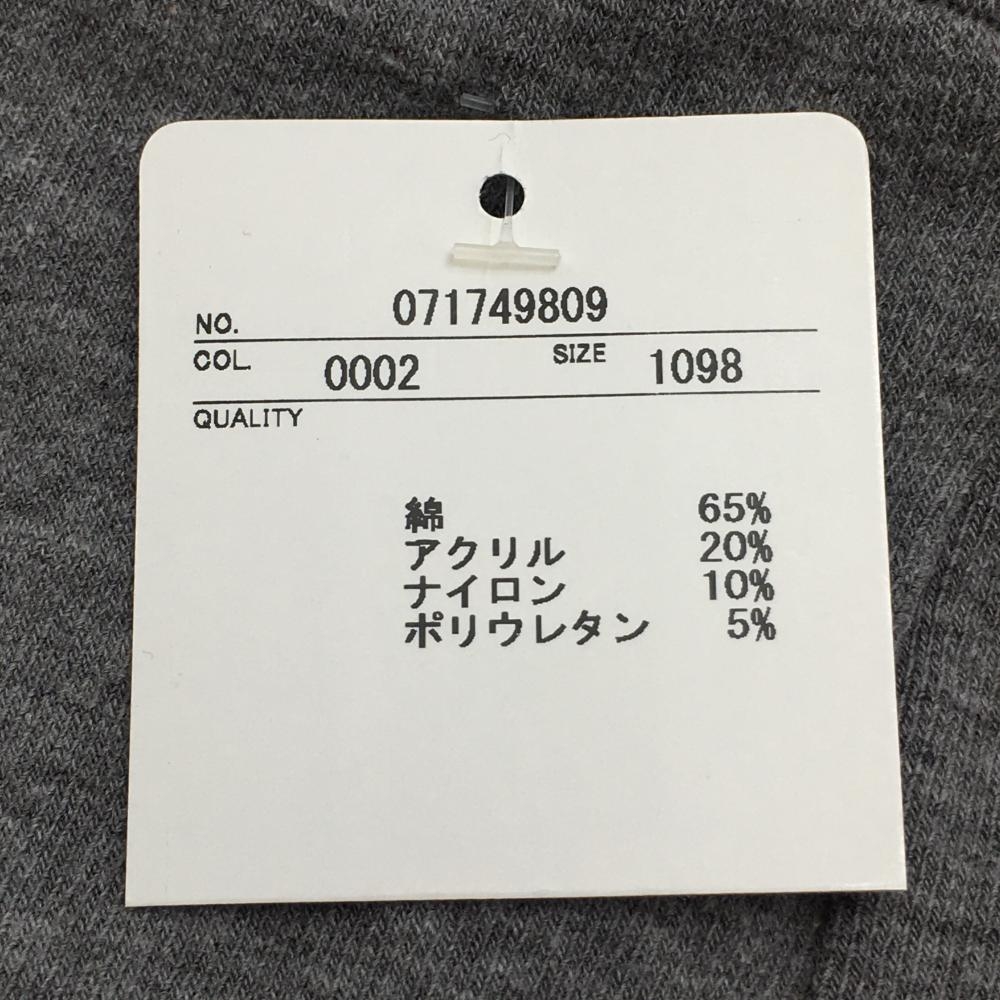 NO. 071749809
COL. 0002 SIZE 1098
QUALITY
綿 65%
アクリル 20%
ナイロン 10%
ポリウレタン 5%